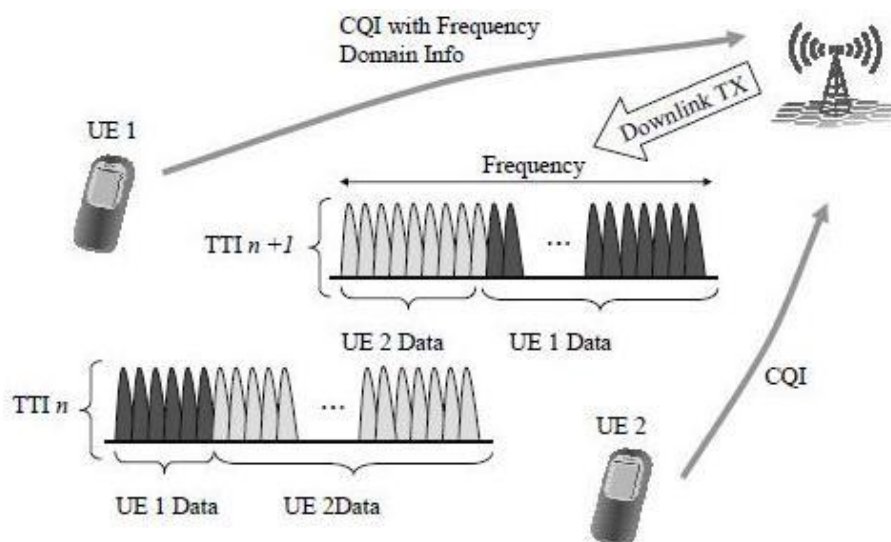 CQI with Frequency
Domain Info
UE 1
Downlink TX
Frequency
TTI n +1
...
UE 2 Data
UE 1 Data
TTI n
...
CQI
UE 2
UE 1 Data
UE 2Data